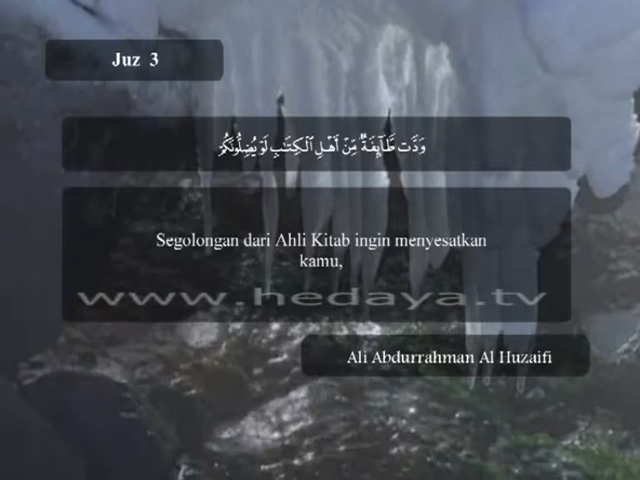 Juz 3
وَدَّت طَّآئِفَةٌ مِّنْ أَهْلِ ٱلْكِتَٰبِ لَوْ يُضِلُّونَكُمْ
Segolongan dari Ahli Kitab ingin menyesatkan
kamu,
www.hedaya.tv
Ali Abdurrahman Al Huzaifi